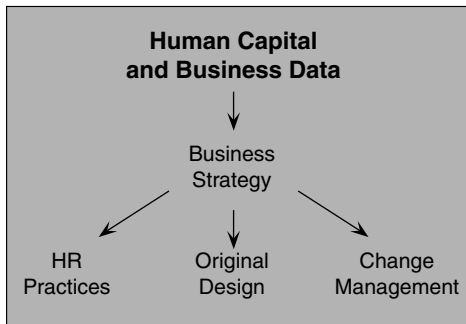 Human Capital
and Business Data
Business
Strategy
HR
Practices
Original
Design
Change
Management